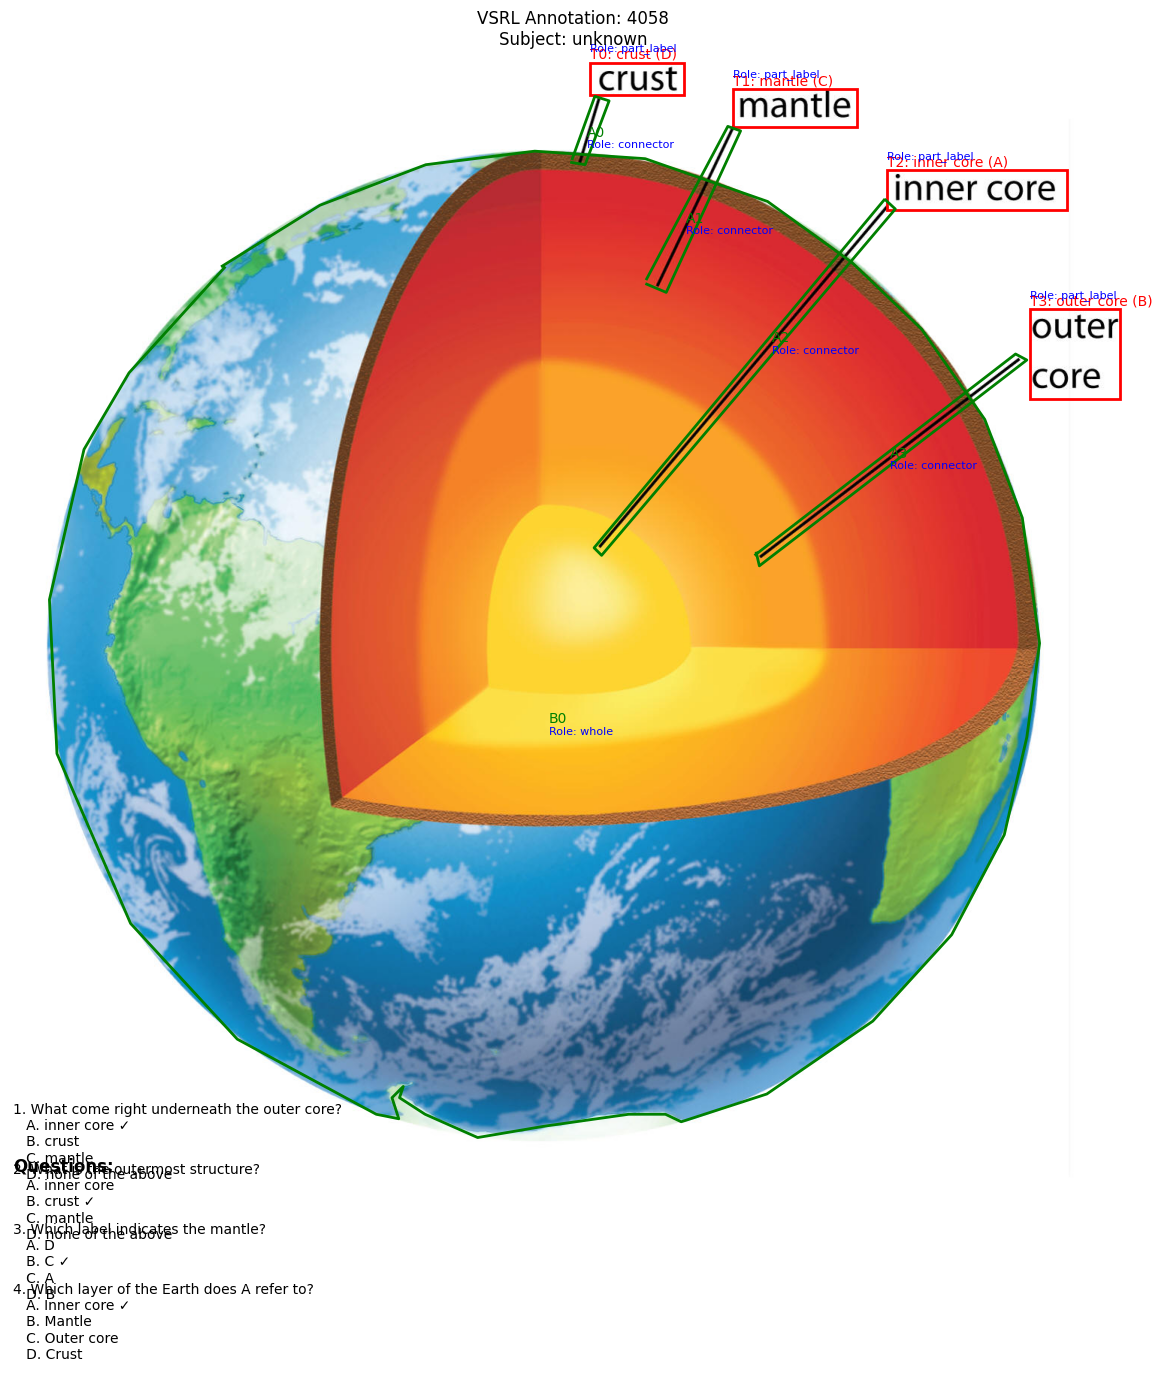 VSRL Annotation: 4058
Subject: unknown
Role: part_label
T0: crust (D)
crust
Role: part_label
T1: mantle (C)
mantle
A0
Role: connector
Role: part_label
T2: inner core (A)
inner core
Role: connector
Role: part_label
T3: outer core (B)
outer
core
Role: connector
Role: connector
B0
Role: whole
1. What come right underneath the outer core?
A. inner core ✓
B. crust
C. mantle
D. none of the above
Questions:
2. What is the outermost structure?
A. inner core
B. crust ✓
C. mantle
D. none of the above
3. Which label indicates the mantle?
A. D
B. C ✓
C. A
D. B
4. Which layer of the Earth does A refer to?
A. Inner core ✓
B. Mantle
C. Outer core
D. Crust